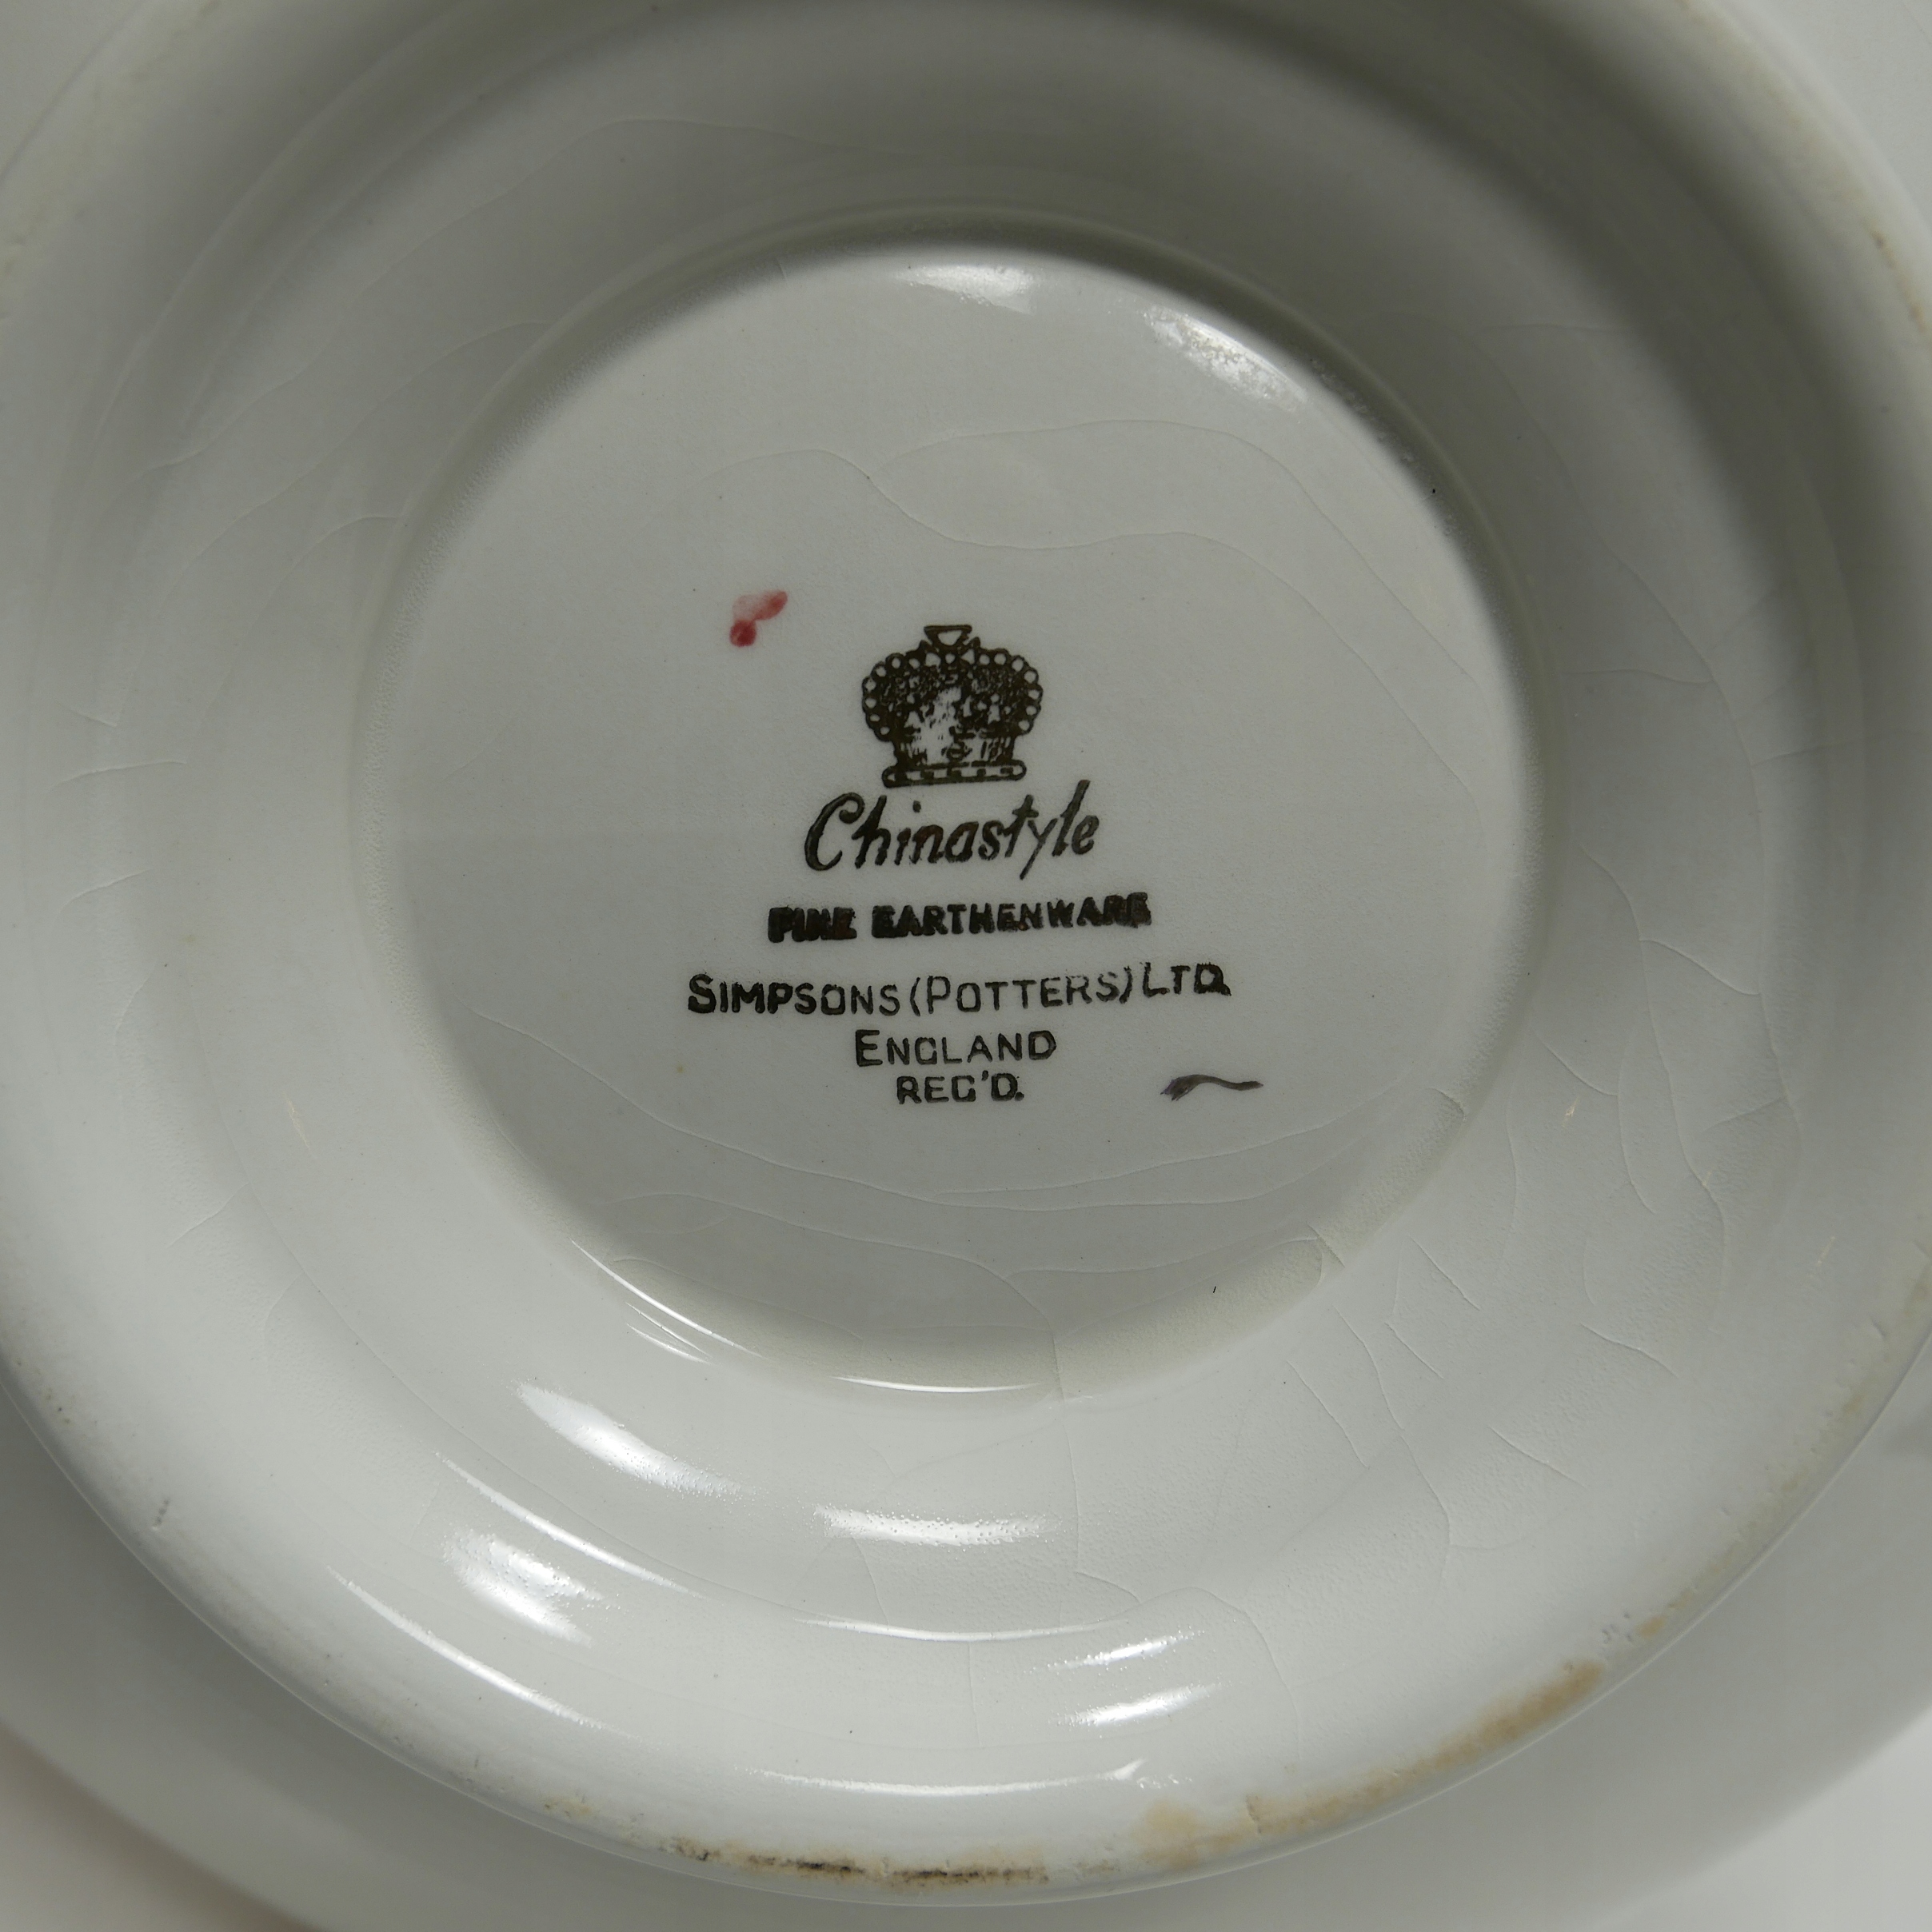 Chinastyle
FINE EARTHENWARE
SIMPSONS (POTTERS) LTD.
ENGLAND
REG'D.